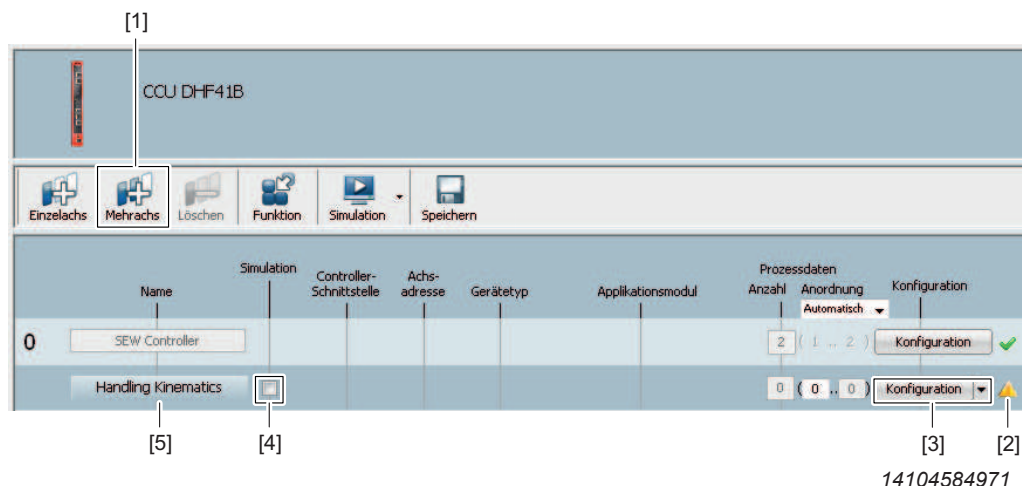 [1]
CCU DHF41B
Einzelachs Mehrachs Löschen Funktion Simulation Speichern
Simulation Controller- Achs- Prozessdaten
Name Schnittstelle adresse Gerätetyp Applikationsmodul Anzahl Anordnung Konfiguration
Automatisch
0 SEW Controller 2 ( 1 .. 2 ) Konfiguration
Handling Kinematics 0 ( 0 .. 0 ) Konfiguration
[5] [4] [3] [2]
14104584971